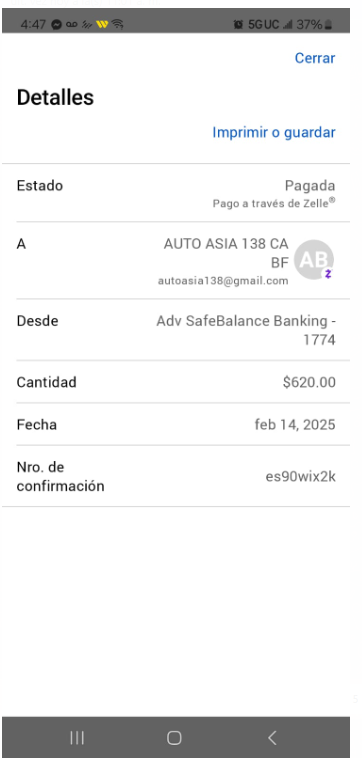 4:47 5GUC 37%
Cerrar
Detalles
Imprimir o guardar
Estado Pagada
Pago a través de Zelle®
A AUTO ASIA 138 CA
BF AB
autoasia138@gmail.com
Desde Adv SafeBalance Banking -
1774
Cantidad $620.00
Fecha feb 14, 2025
Nro. de
confirmación es90wix2k